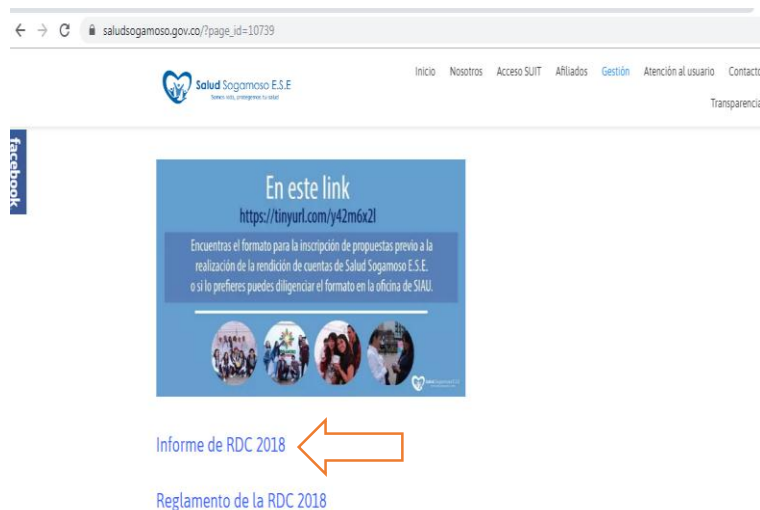 saludsogamoso.gov.co/?page_id=10739
Salud Sogamoso E.S.E
Inicio Nosotros Acceso SUIT Afiliados Gestión Atención al usuario Contacto
Transparencia
facebook
En este link
https://tinyurl.com/y42m6x2l
Encuentras el formato para la inscripción de propuestas previo a la
realización de la rendición de cuentas de Salud Sogamoso E.S.E.
o si lo prefieres puedes diligenciar el formato en la oficina de SIAU.
Informe de RDC 2018
Reglamento de la RDC 2018